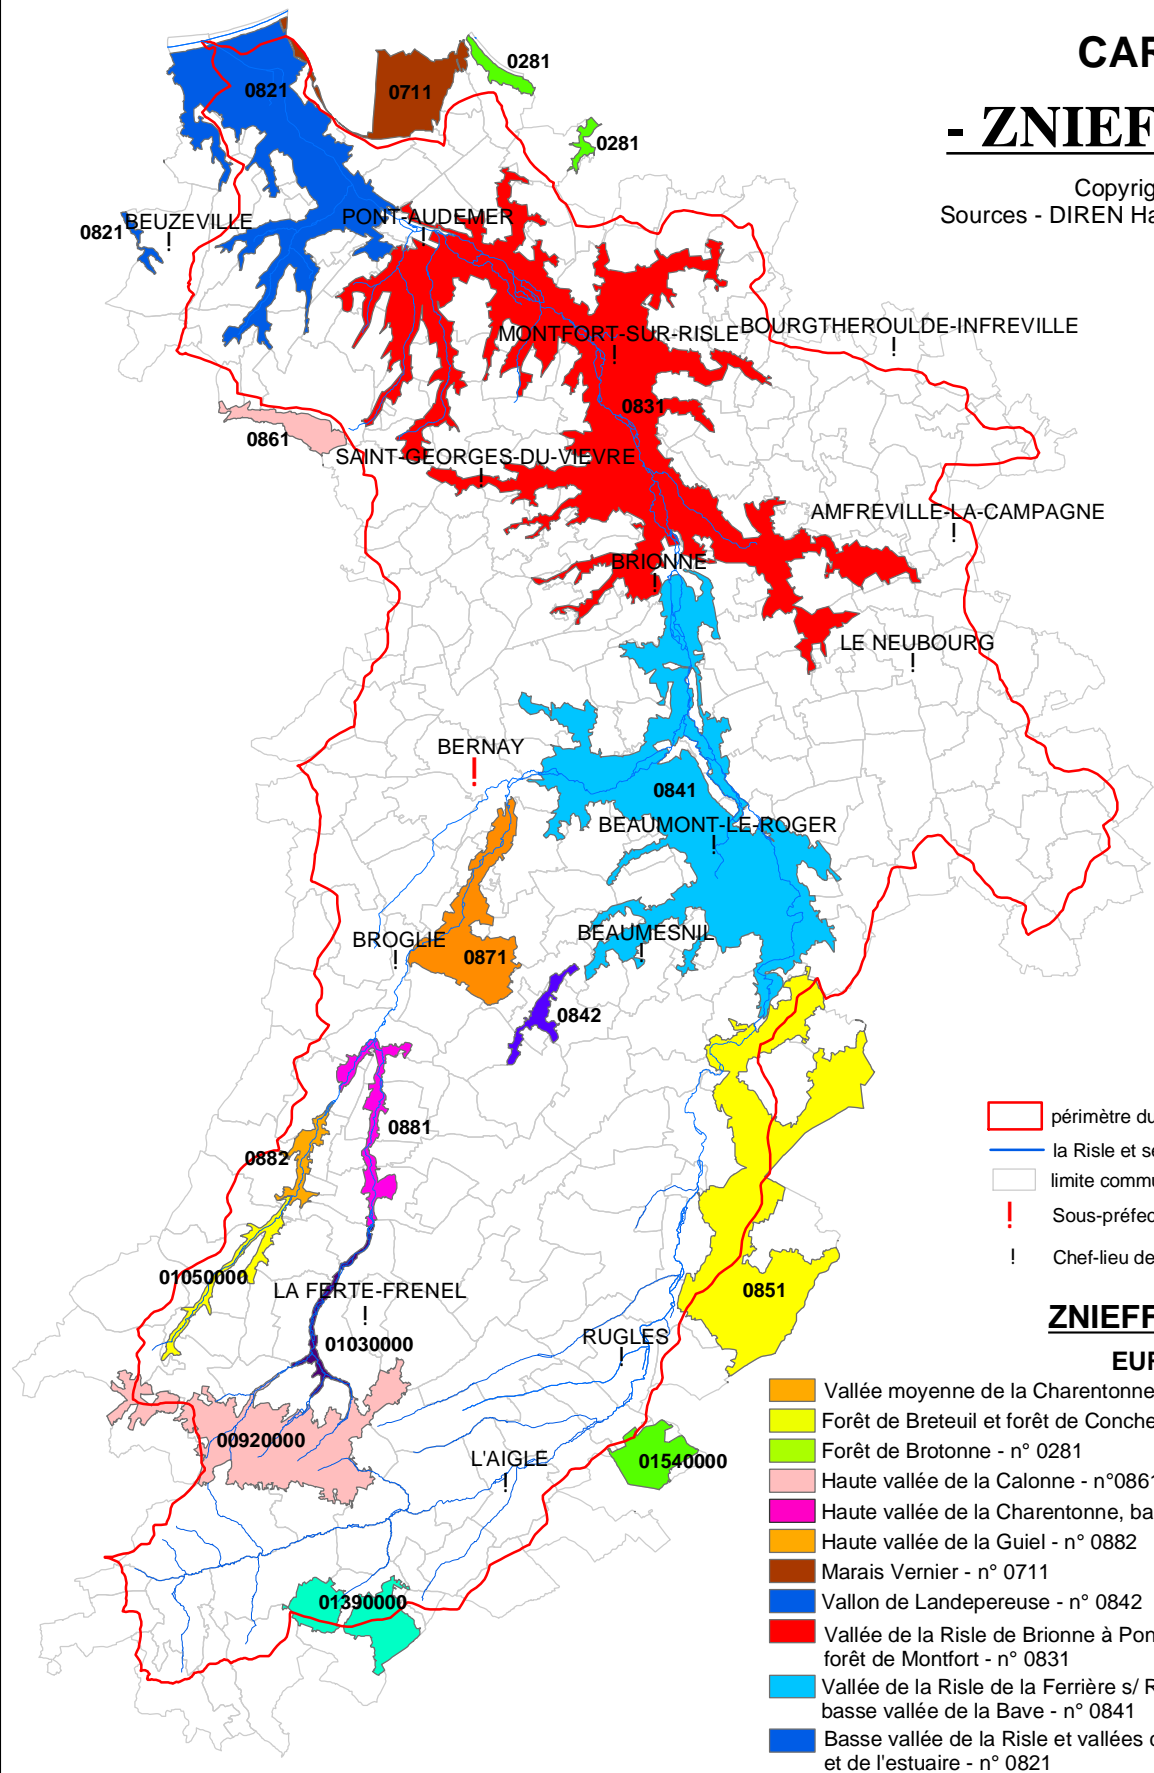 CAR
- ZNIEF
Copyrig
Sources - DIREN Ha
0281
0821
0711
0281
0821
BEUZEVILLE
PONT-AUDEMER
MONTFORT-SUR-RISLE
BOURGTHEROULDE-INFREVILLE
0831
0861
SAINT-GEORGES-DU-VIEVRE
AMFREVILLE-LA-CAMPAGNE
BRIONNE
LE NEUBOURG
BERNAY
0841
BEAUMONT-LE-ROGER
BROGLIE
BEAUMESNIL
0871
0842
0881
0882
01050000
LA FERTE-FRENEL
0851
01030000
RUGLES
00920000
L'AIGLE
01540000
01390000
périmètre du
la Risle et se
limite commu
Sous-préfec
Chef-lieu de
ZNIEFF
EUR
Vallée moyenne de la Charentonne
Forêt de Breteuil et forêt de Conche
Forêt de Brotonne - n° 0281
Haute vallée de la Calonne - n°0861
Haute vallée de la Charentonne, ba
Haute vallée de la Guiel - n° 0882
Marais Vernier - n° 0711
Vallon de Landepereuse - n° 0842
Vallée de la Risle de Brionne à Pon
forêt de Montfort - n° 0831
Vallée de la Risle de la Ferrière s/ R
basse vallée de la Bave - n° 0841
Basse vallée de la Risle et vallées d
et de l'estuaire - n° 0821